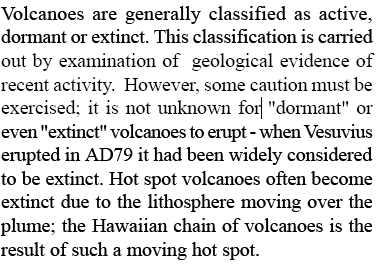 Volcanoes are generally classified as active,
dormant or extinct. This classification is carried
out by examination of  geological evidence of
recent activity.  However, some caution must be
exercised; it is not unknown for "dormant" or
even "extinct" volcanoes to erupt - when Vesuvius
erupted in AD79 it had been widely considered
to be extinct. Hot spot volcanoes often become
extinct due to the lithosphere moving over the
plume; the Hawaiian chain of volcanoes is the
result of such a moving hot spot.